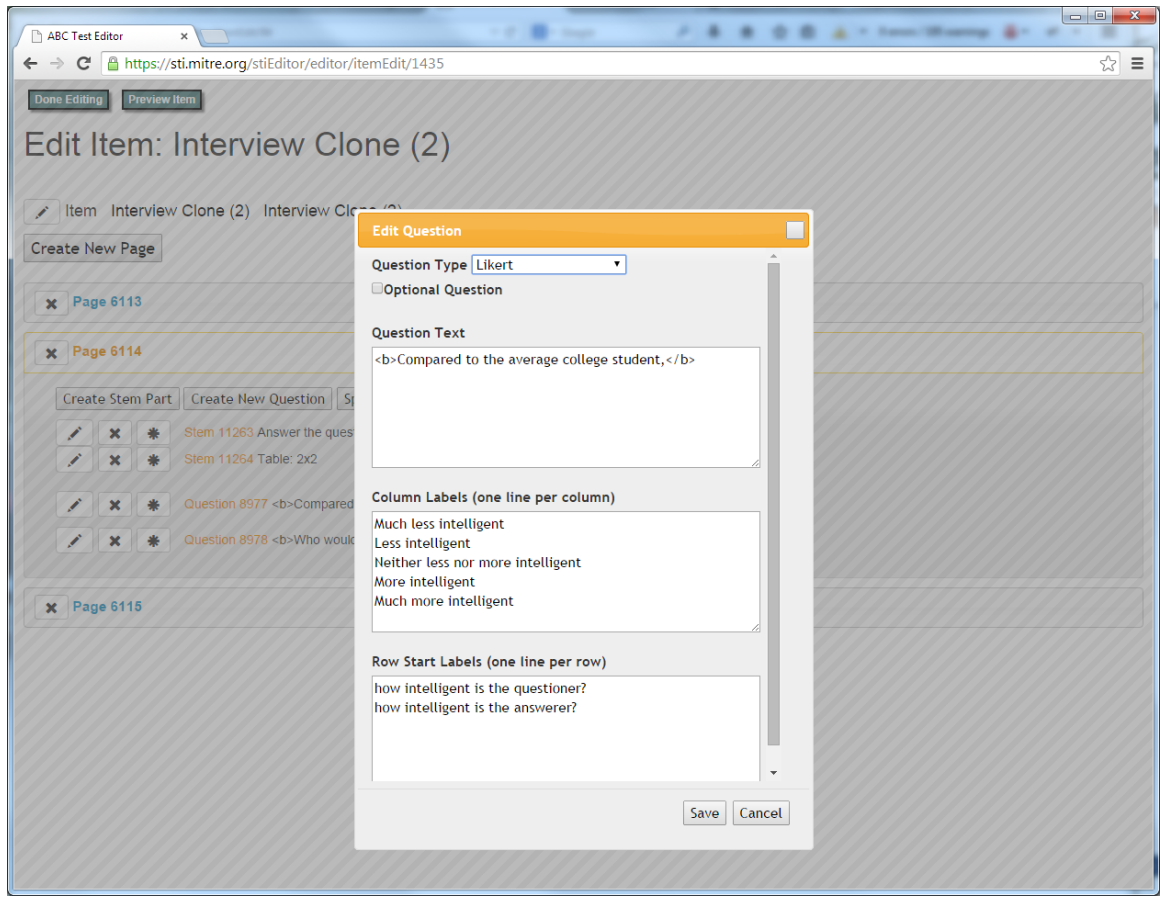 ABC Test Editor
https://sti.mitre.org/stiEditor/editor/itemEdit/1435
Done Editing Preview Item
Edit Item: Interview Clone (2)
Item Interview Clone (2) Interview Clone (2)
Create New Page
Page 6113
Page 6114
Create Stem Part Create New Question
Stem 11263 Answer the ques
Stem 11264 Table: 2x2
Question 8977 <b>Compared
Question 8978 <b>Who would
Page 6115
Edit Question
Question Type Likert
Optional Question
Question Text
<b>Compared to the average college student,</b>
Column Labels (one line per column)
Much less intelligent
Less intelligent
Neither less nor more intelligent
More intelligent
Much more intelligent
Row Start Labels (one line per row)
how intelligent is the questioner?
how intelligent is the answerer?
Save Cancel